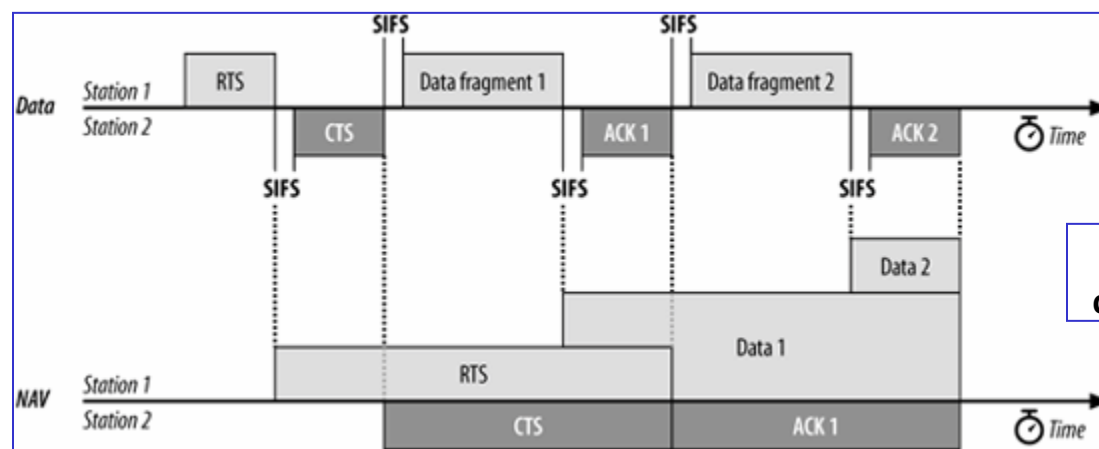 SIFS SIFS
RTS Data fragment 1 Data fragment 2
Station 1
Data
Station 2
CTS ACK 1 ACK 2
Time
SIFS SIFS SIFS
Data 2
Data 1
RTS
Station 1
NAV
Station 2
CTS ACK 1
Time